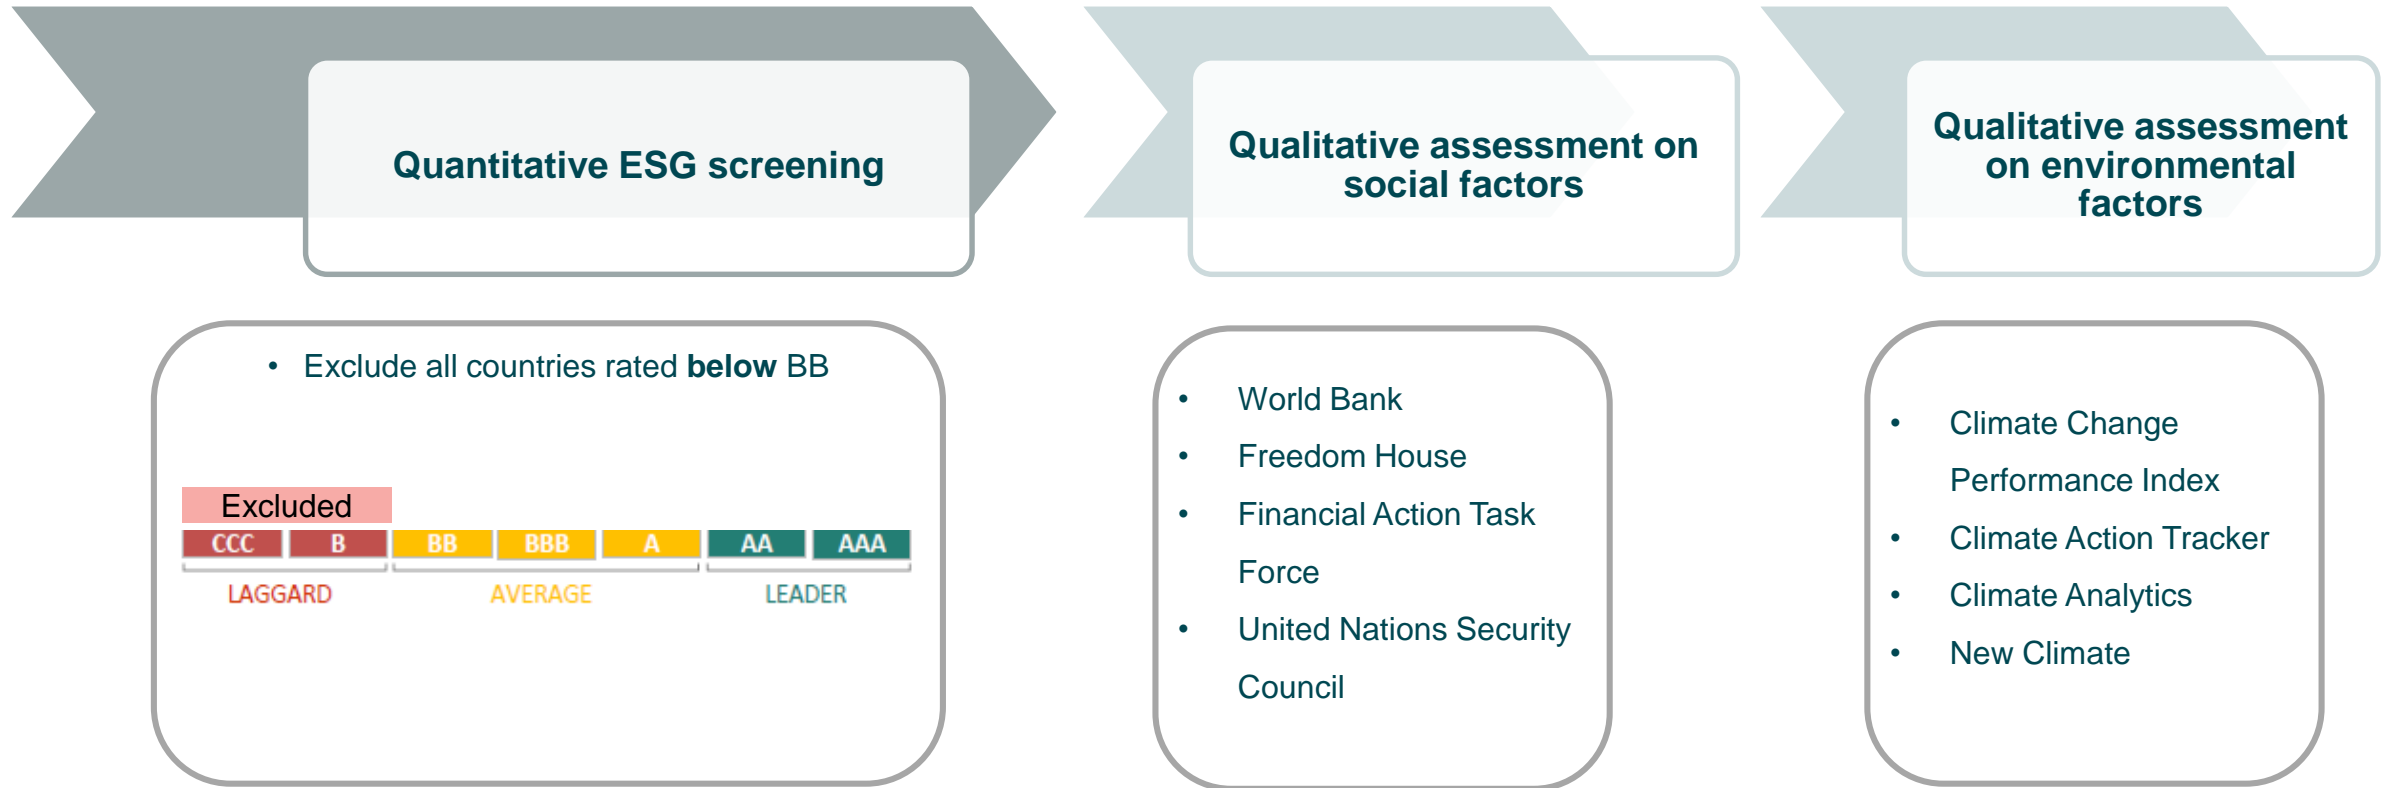 Quantitative ESG screening
Qualitative assessment on
social factors
Qualitative assessment
on environmental
factors
• Exclude all countries rated below BB
Excluded
CCC B BB BBB A AA AAA
LAGGARD AVERAGE LEADER
• World Bank
• Freedom House
• Financial Action Task
Force
• United Nations Security
Council
• Climate Change
Performance Index
• Climate Action Tracker
• Climate Analytics
• New Climate